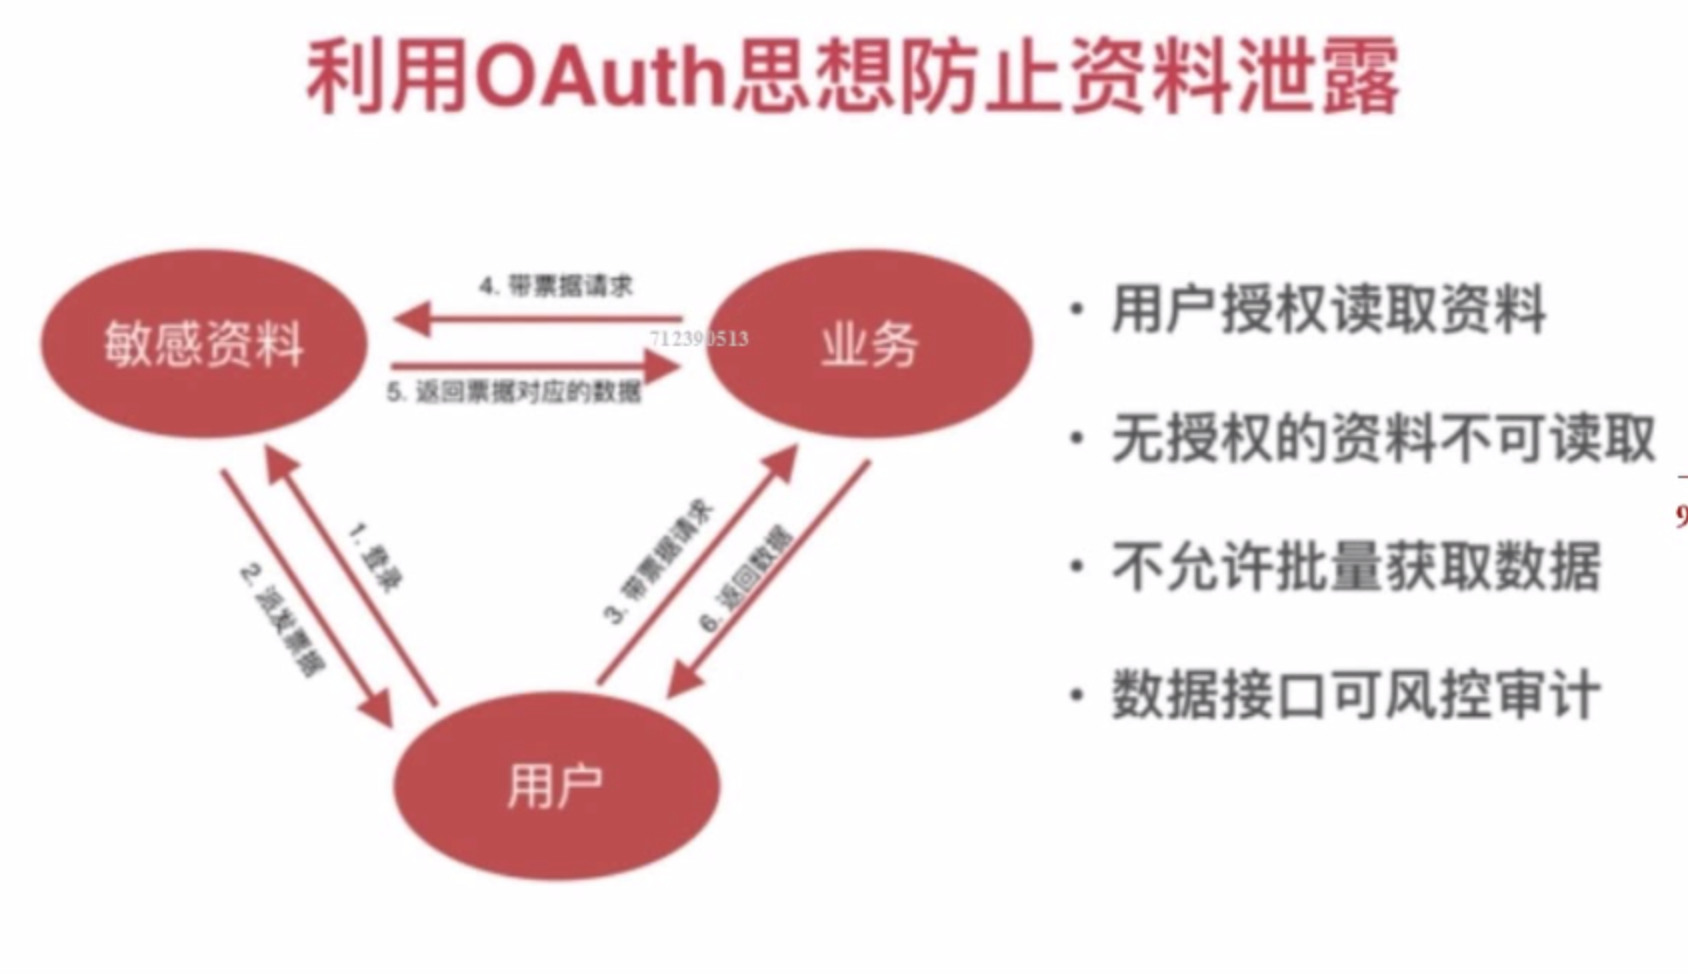 利用OAuth思想防止资料泄露
敏感资料
4. 带票据请求
712390513
5. 返回票据对应的数据
业务
1. 登录
2. 派发票据
3. 带票据请求
6. 返回数据
用户
• 用户授权读取资料
• 无授权的资料不可读取
• 不允许批量获取数据
• 数据接口可风控审计